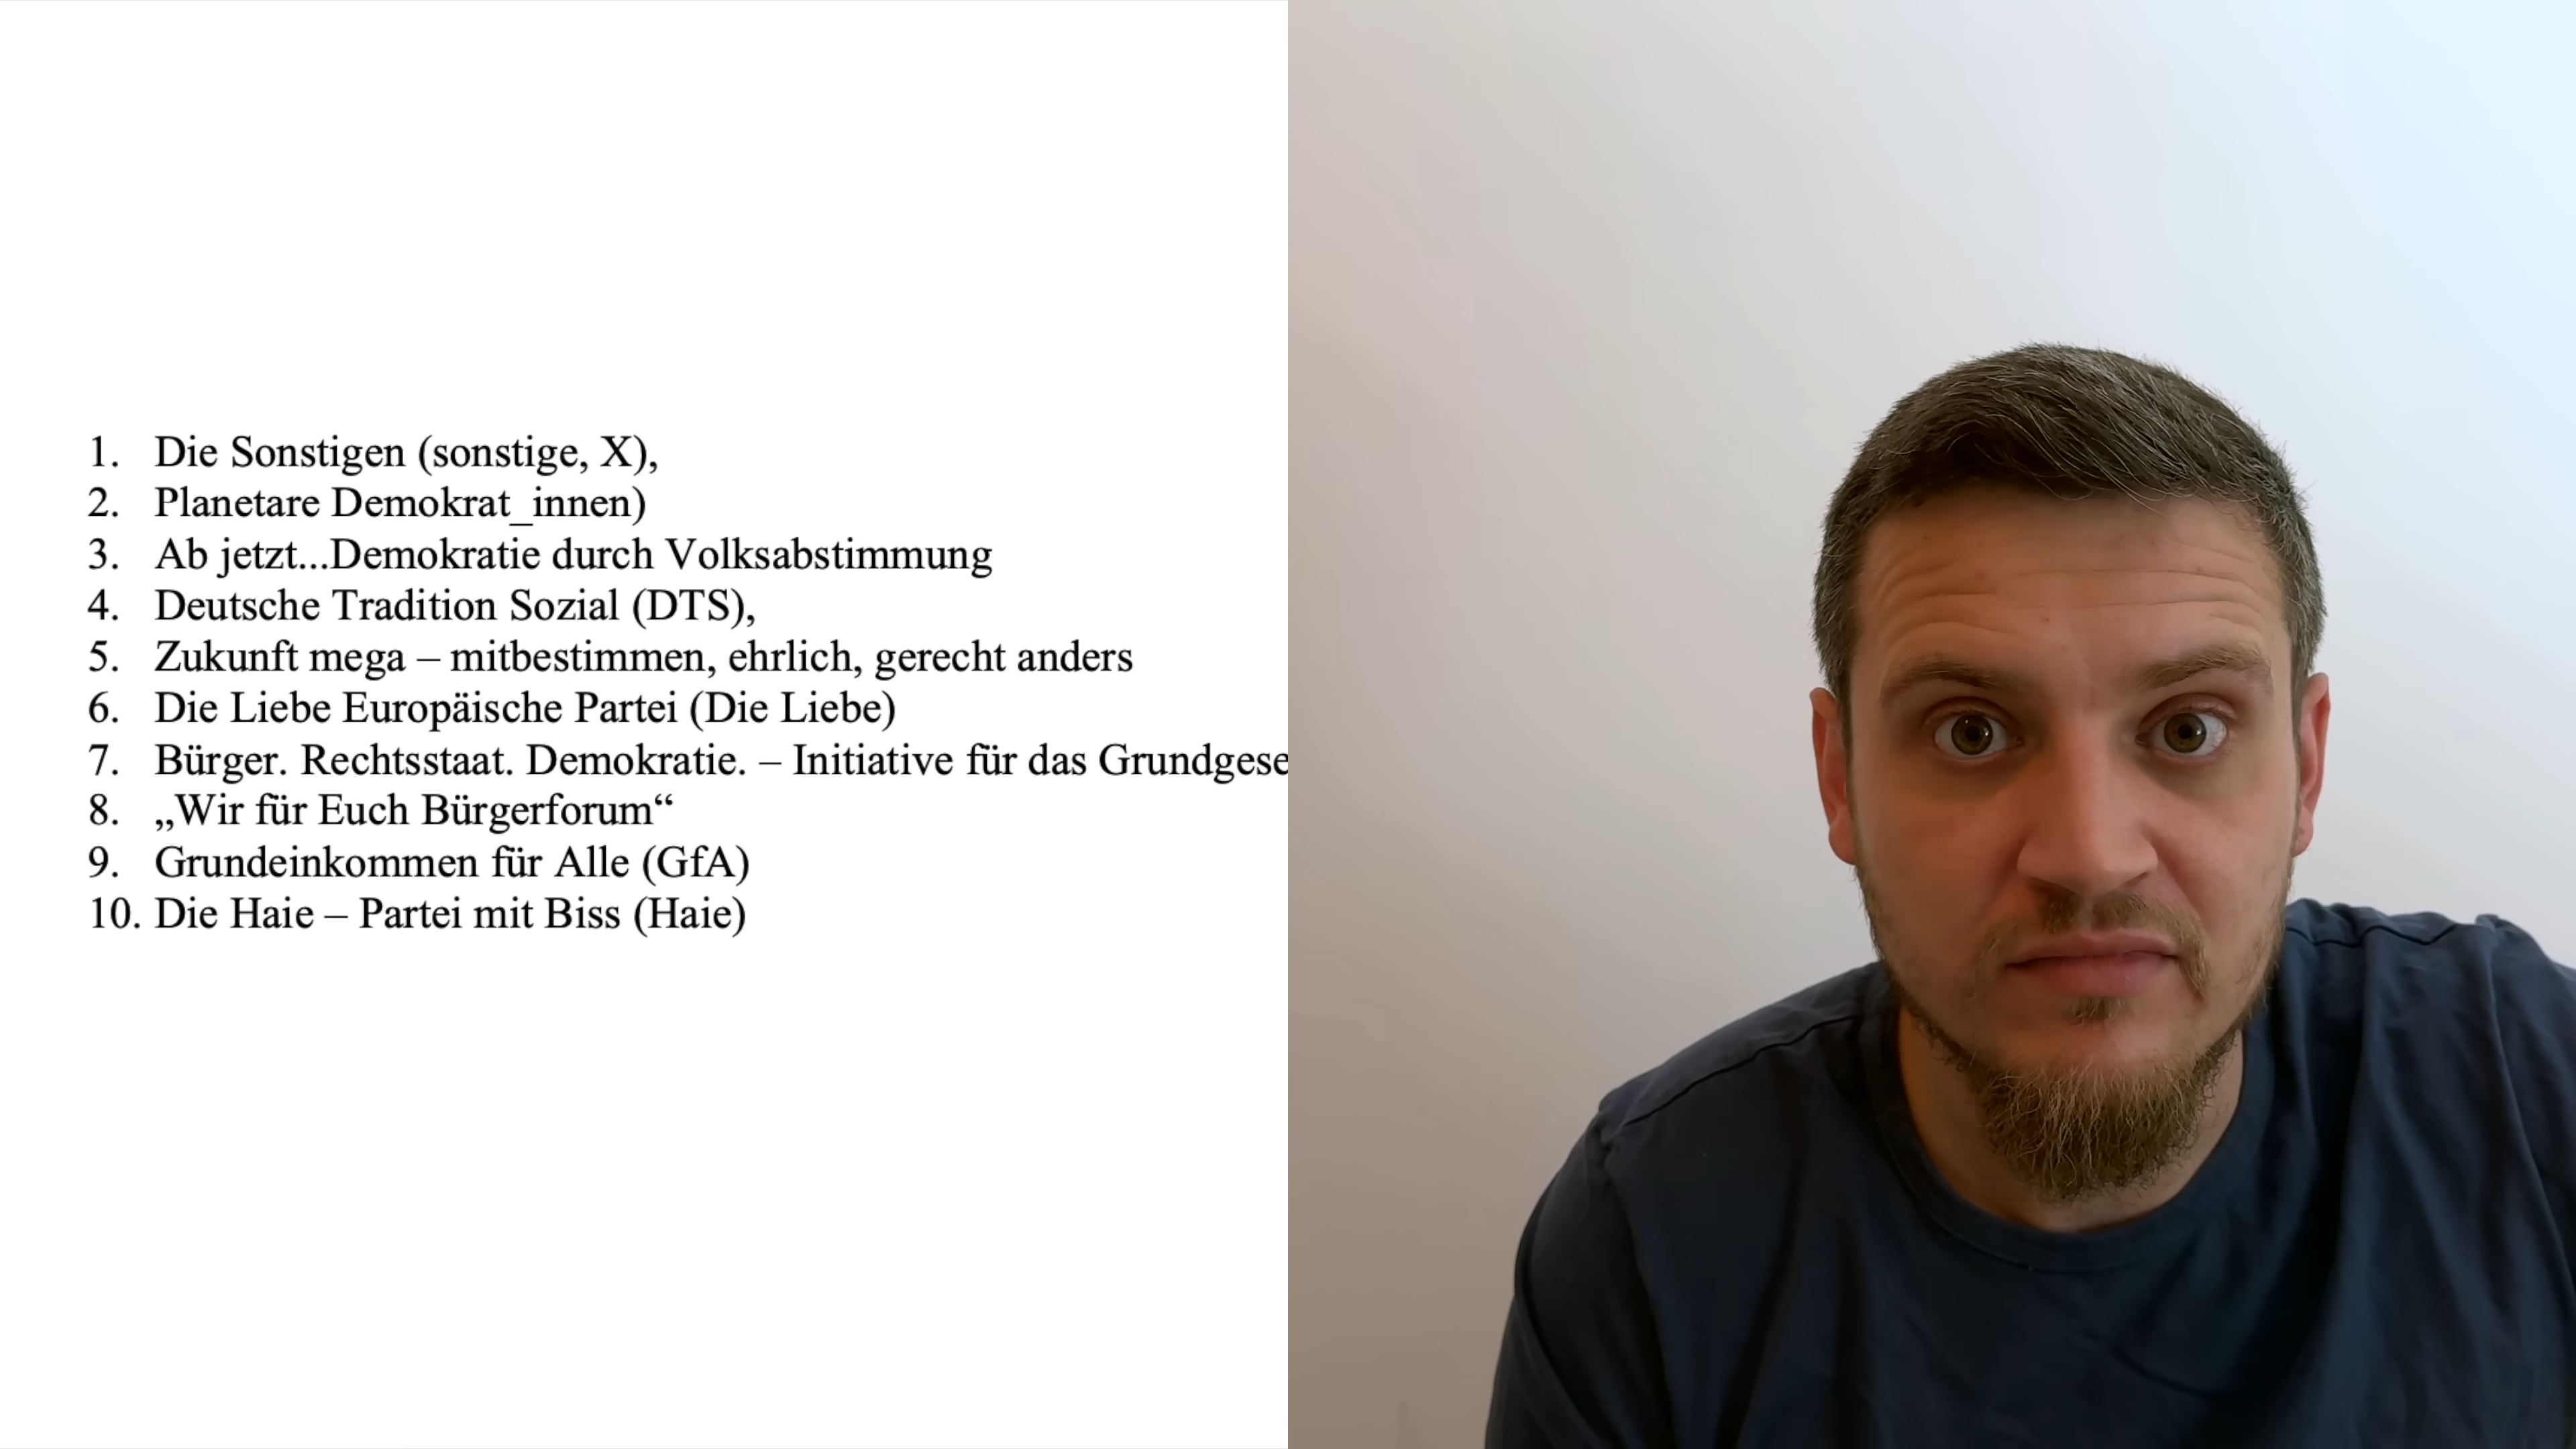 1. Die Sonstigen (sonstige, X),
2. Planetare Demokrat_innen)
3. Ab jetzt...Demokratie durch Volksabstimmung
4. Deutsche Tradition Sozial (DTS),
5. Zukunft mega – mitbestimmen, ehrlich, gerecht anders
6. Die Liebe Europäische Partei (Die Liebe)
7. Bürger. Rechtsstaat. Demokratie. – Initiative für das Grundgese
8. „Wir für Euch Bürgerforum“
9. Grundeinkommen für Alle (GfA)
10. Die Haie – Partei mit Biss (Haie)